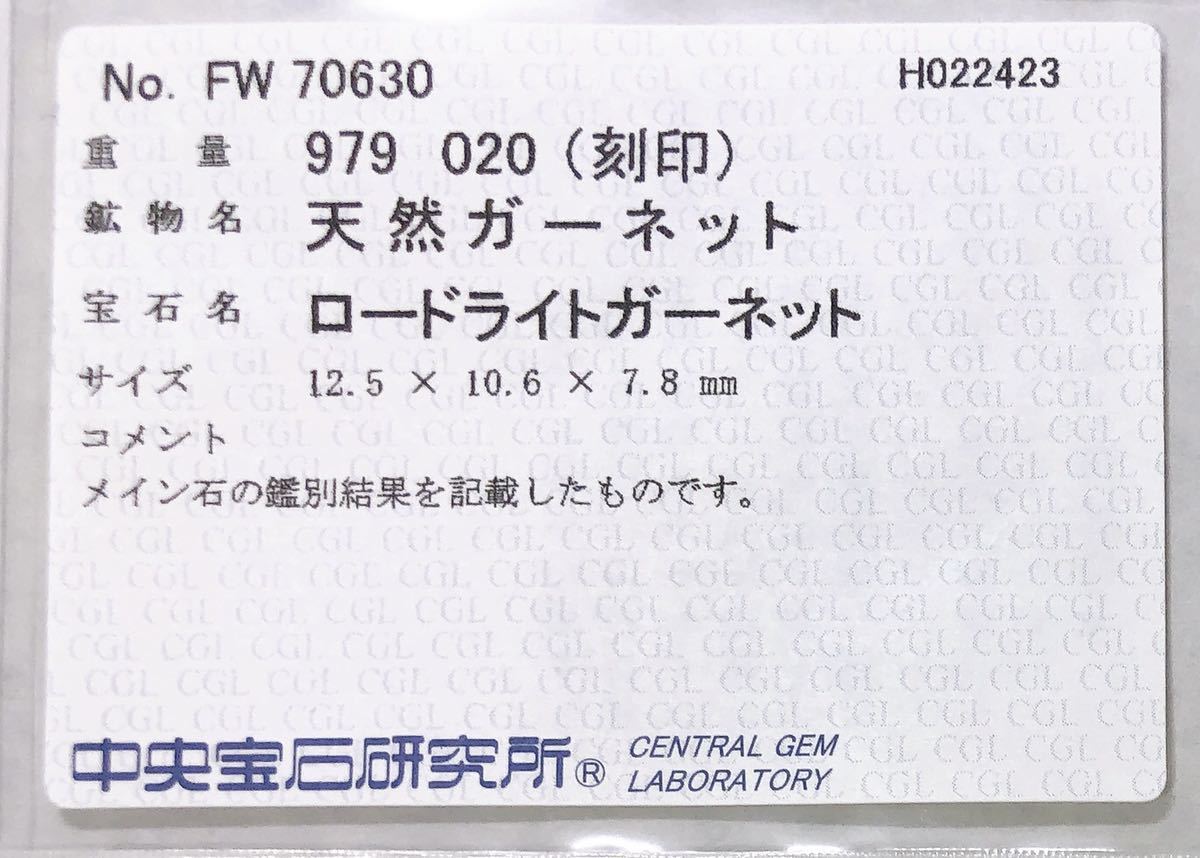 No. FW 70630 H022423
重 量 979 020 (刻印)
鉱 物 名 天然ガーネット
宝 石 名 ロードライトガーネット
サイズ 12.5 × 10.6 × 7.8 mm
コメント
メイン石の鑑別結果を記載したものです。
中央宝石研究所® CENTRAL GEM
LABORATORY